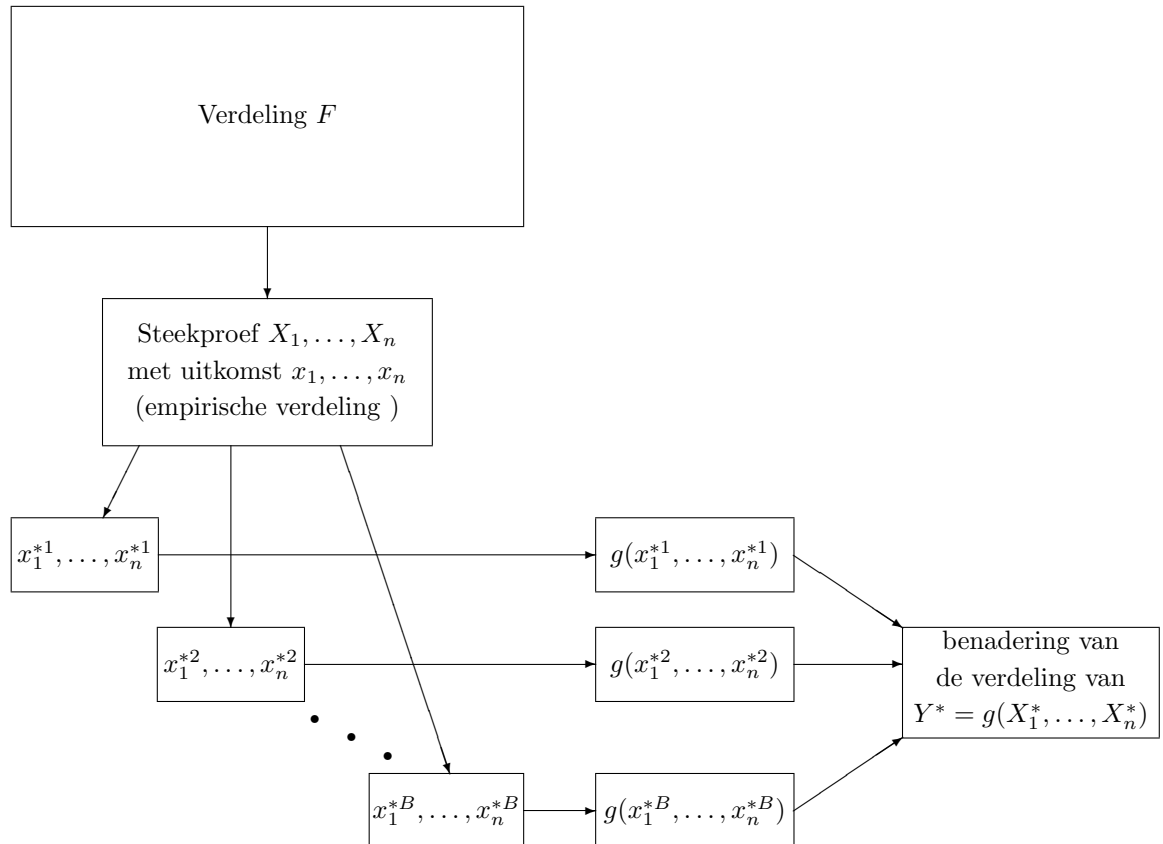 Verdeling F
Steekproef X_1, . . . , X_n
met uitkomst x_1, . . . , x_n
(empirische verdeling )
x_1^{*1}, . . . , x_n^{*1}
g(x_1^{*1}, . . . , x_n^{*1})
x_1^{*2}, . . . , x_n^{*2}
g(x_1^{*2}, . . . , x_n^{*2})
benadering van
de verdeling van
Y^* = g(X_1^*, . . . , X_n^*)
x_1^{*B}, . . . , x_n^{*B}
g(x_1^{*B}, . . . , x_n^{*B})